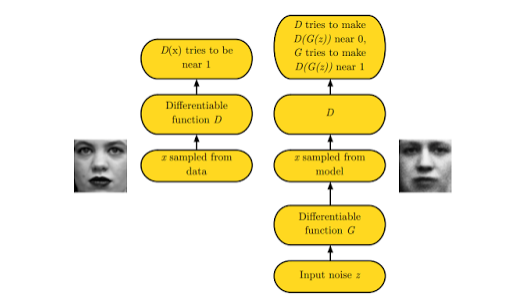 D(x) tries to be
near 1
Differentiable
function D
x sampled from
data
D tries to make
D(G(z)) near 0,
G tries to make
D(G(z)) near 1
D
x sampled from
model
Differentiable
function G
Input noise z